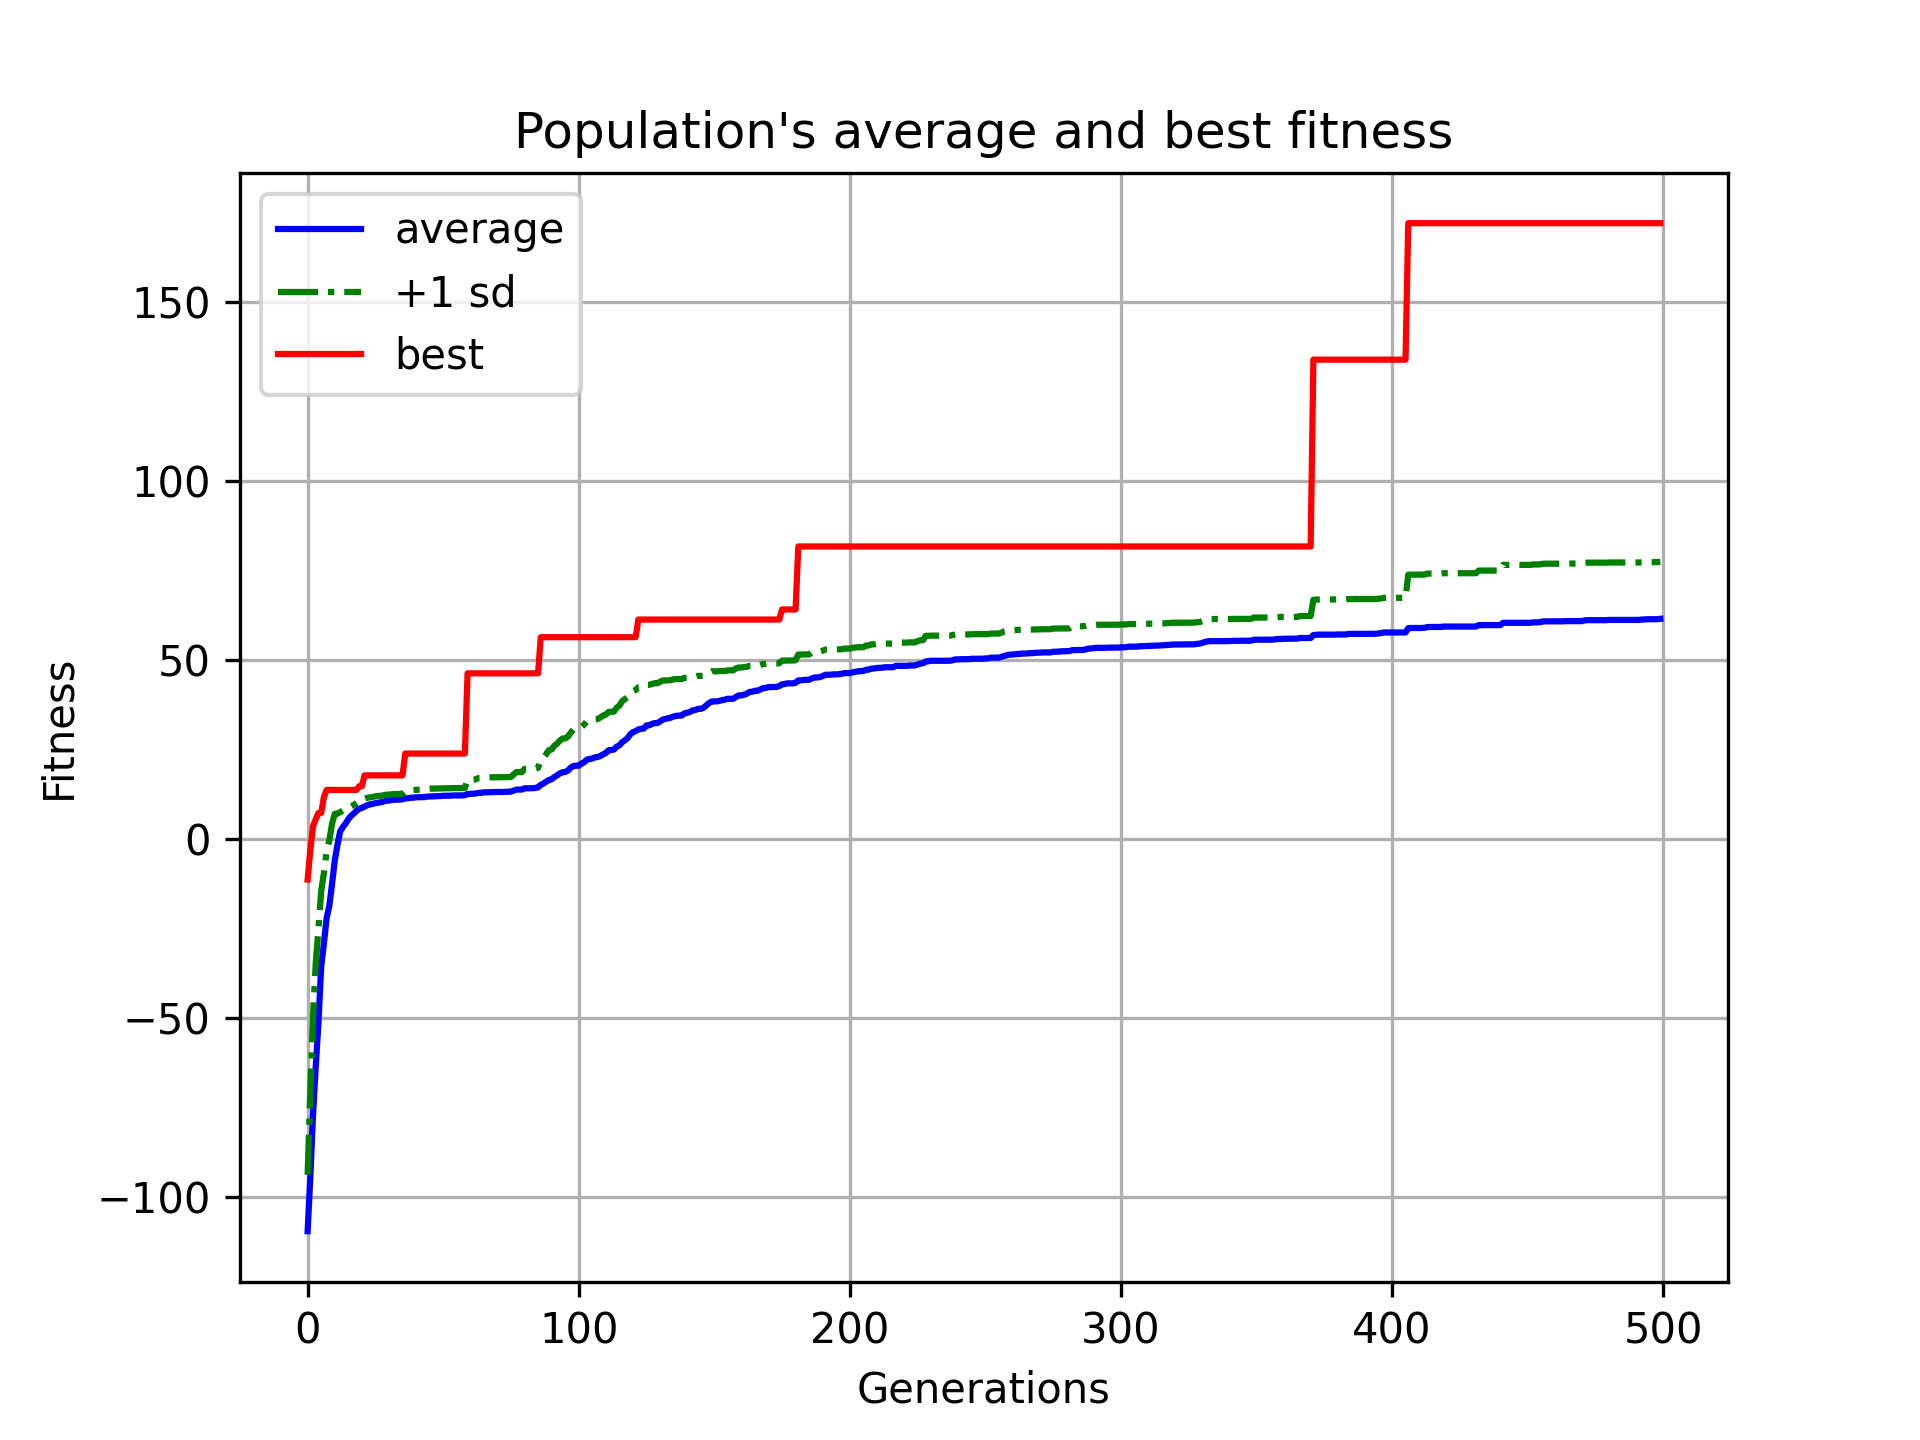 Population's average and best fitness
average
+1 sd
best
150
100
50
0
−50
−100
Fitness
0 100 200 300 400 500
Generations